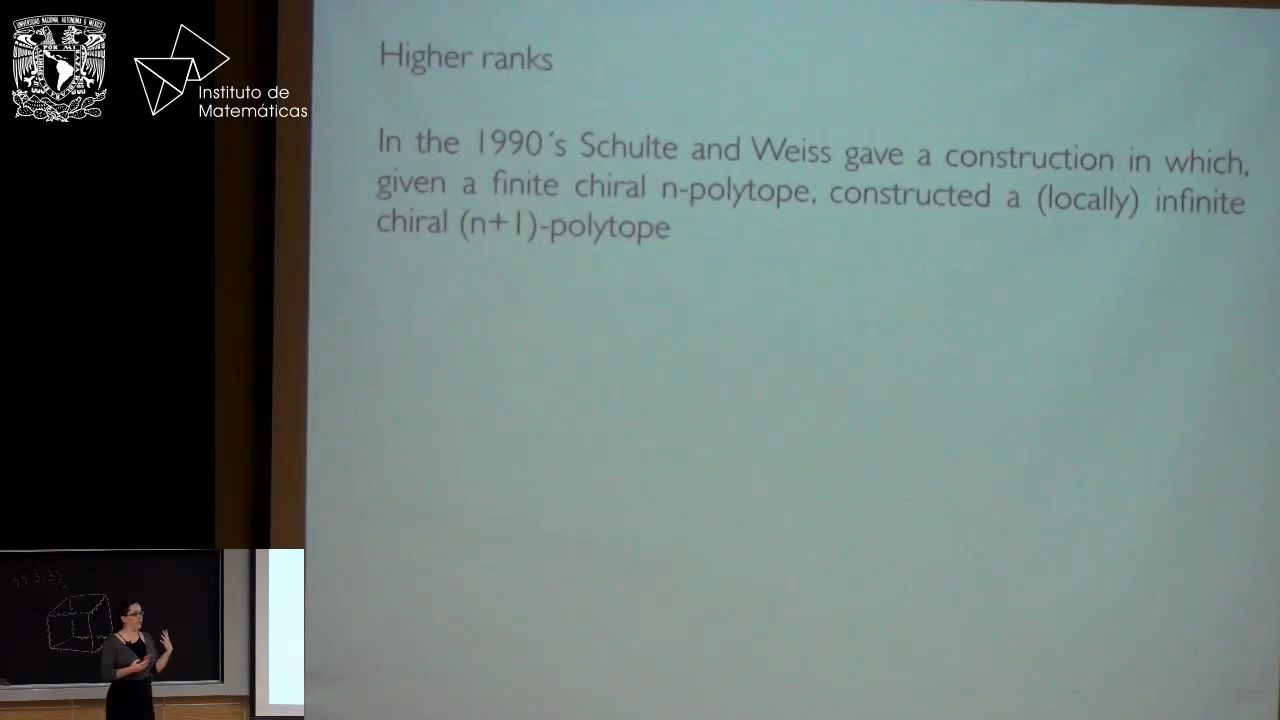 Instituto de
Matemáticas
Higher ranks
In the 1990´s Schulte and Weiss gave a construction in which,
given a finite chiral n-polytope, constructed a (locally) infinite
chiral (n+1)-polytope